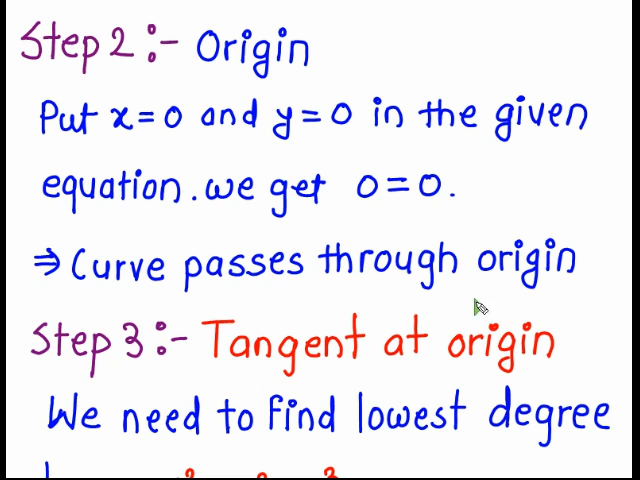 Step 2 :- Origin
Put x = 0 and y = 0 in the given
equation. we get 0 = 0.
⇒ Curve passes through origin
Step 3 :- Tangent at origin
We need to find lowest degree